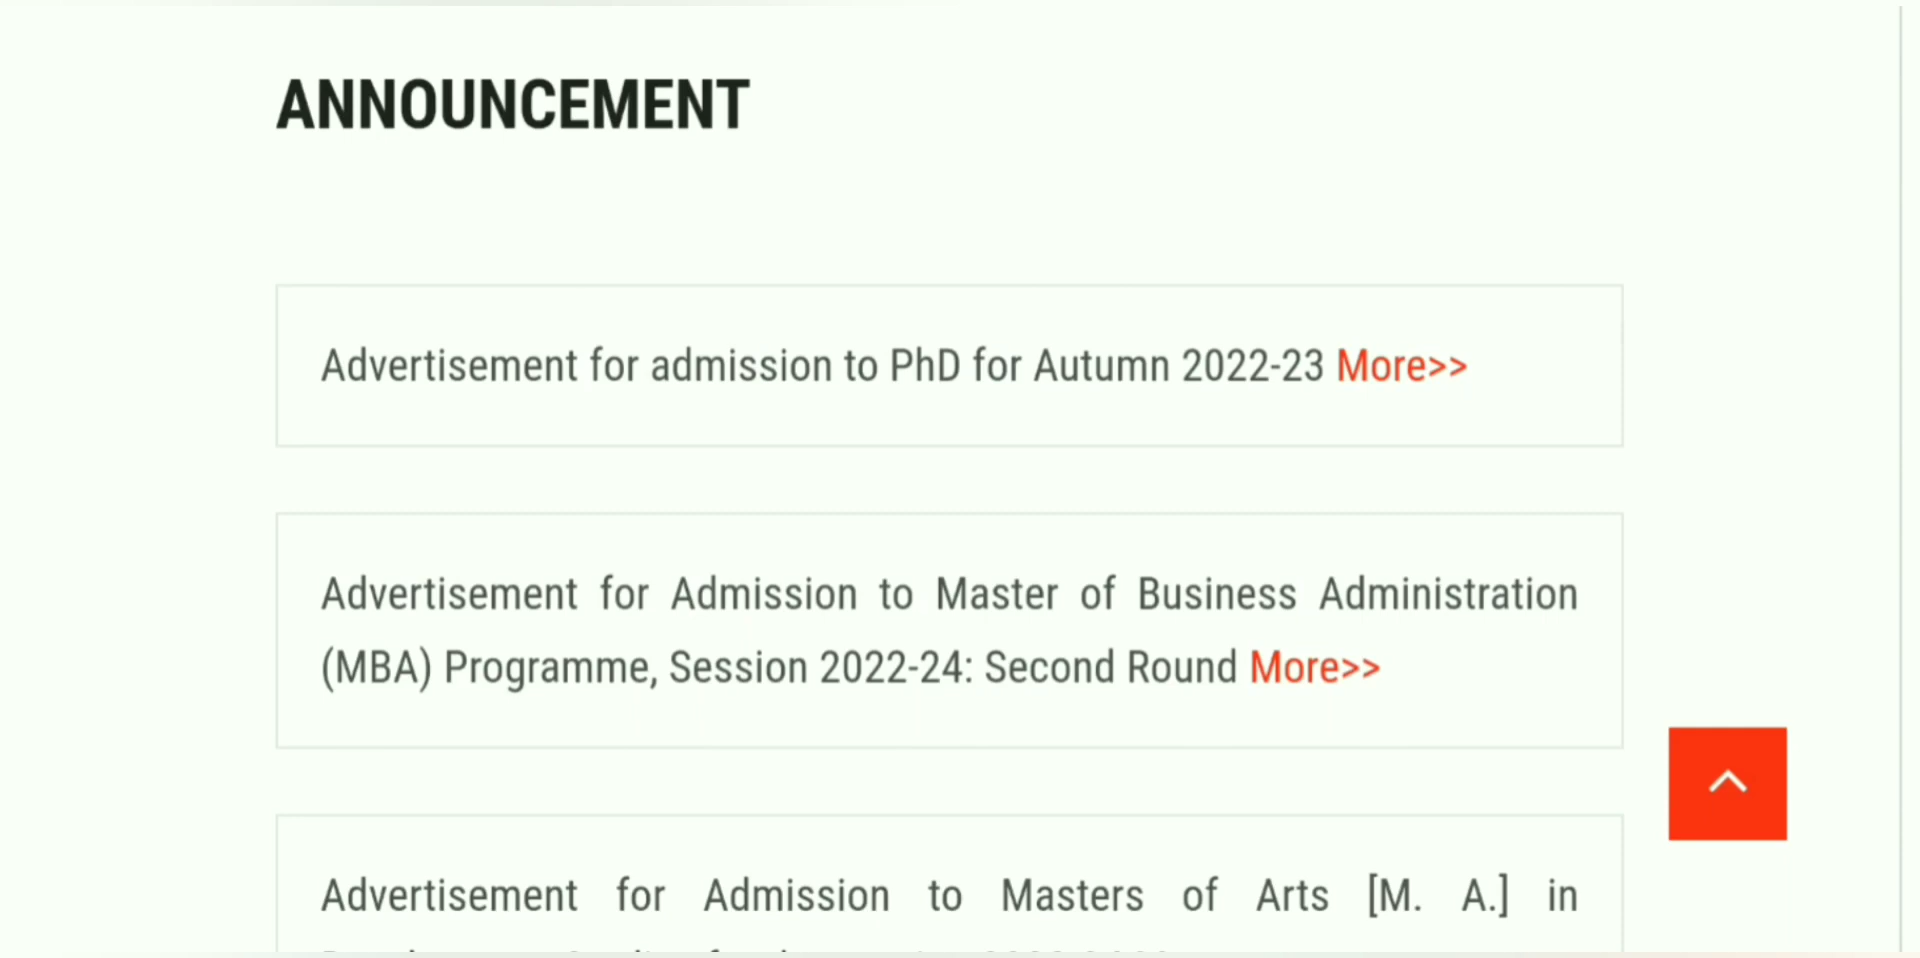 ANNOUNCEMENT
Advertisement for admission to PhD for Autumn 2022-23 More>>
Advertisement for Admission to Master of Business Administration
(MBA) Programme, Session 2022-24: Second Round More>>
Advertisement for Admission to Masters of Arts [M. A.] in